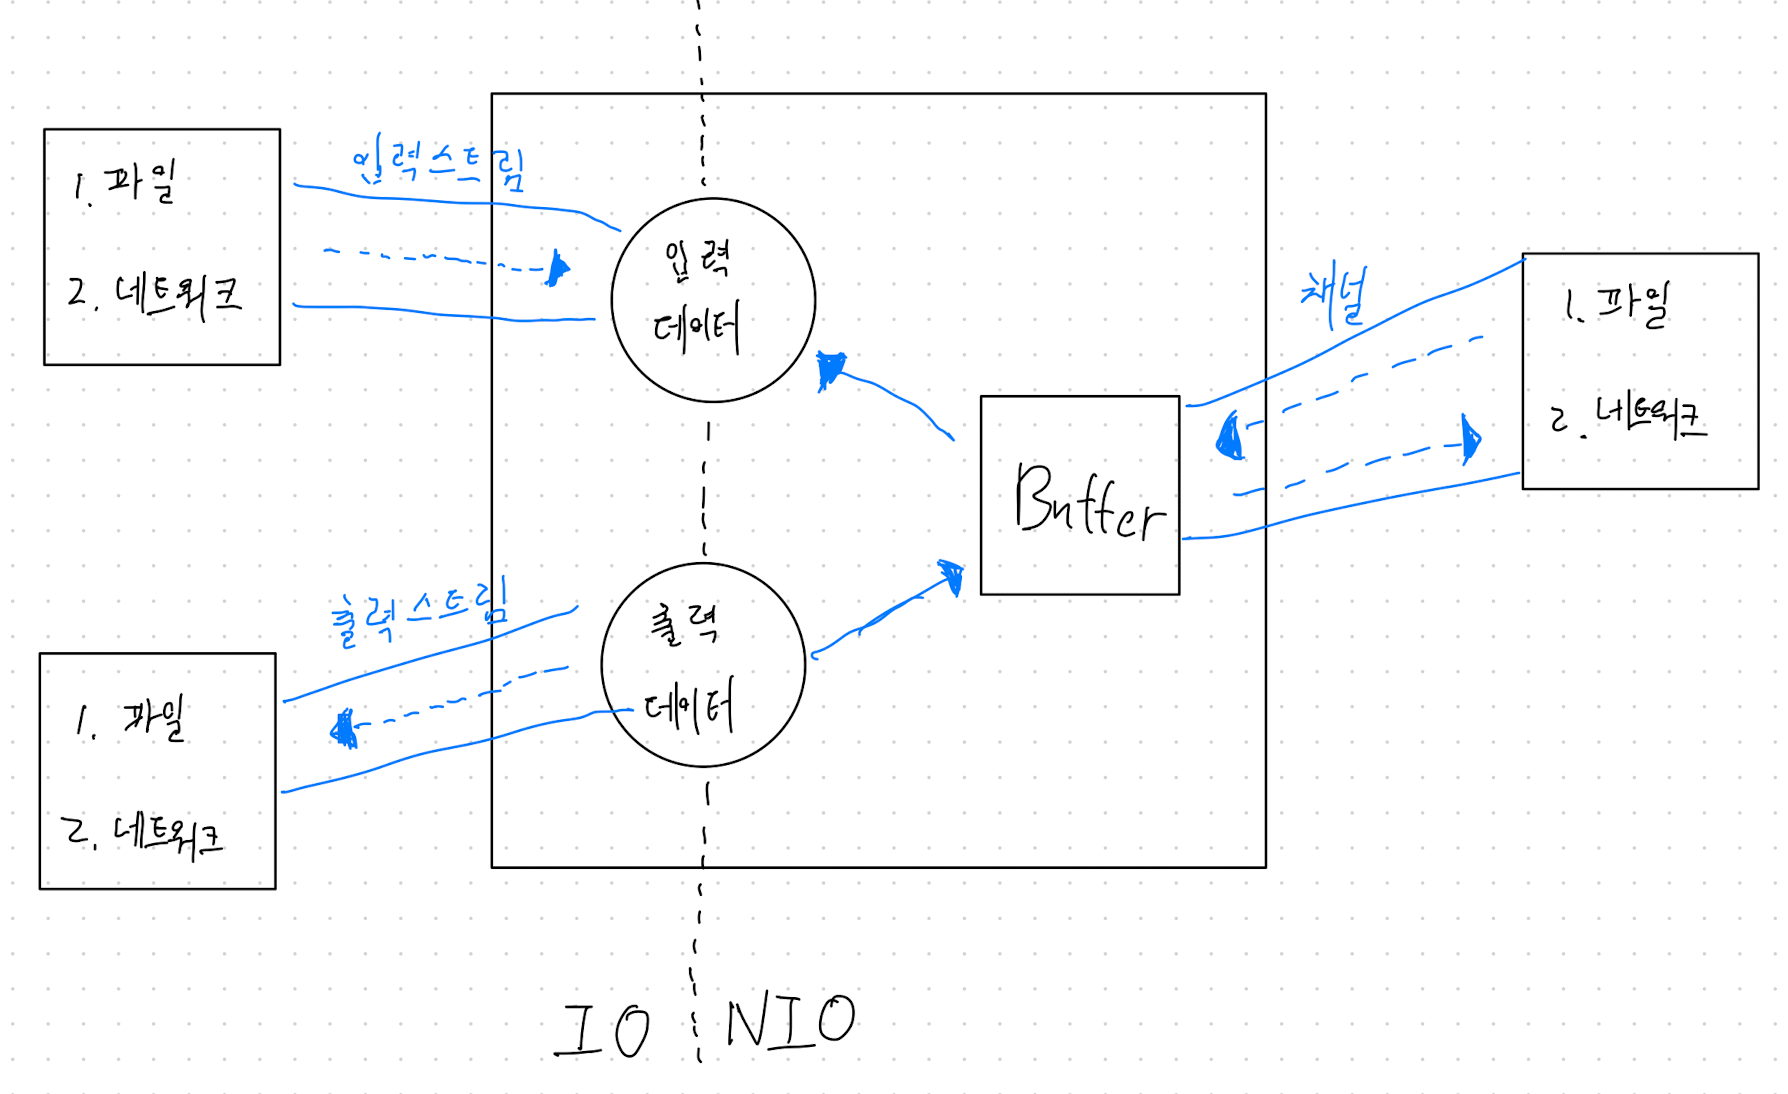 1. 파일
2. 네트워크
입력스트림
입력
데이터
채널
1. 파일
2. 네트워크
Buffer
출력스트림
출력
데이터
1. 파일
2. 네트워크
IO
NIO